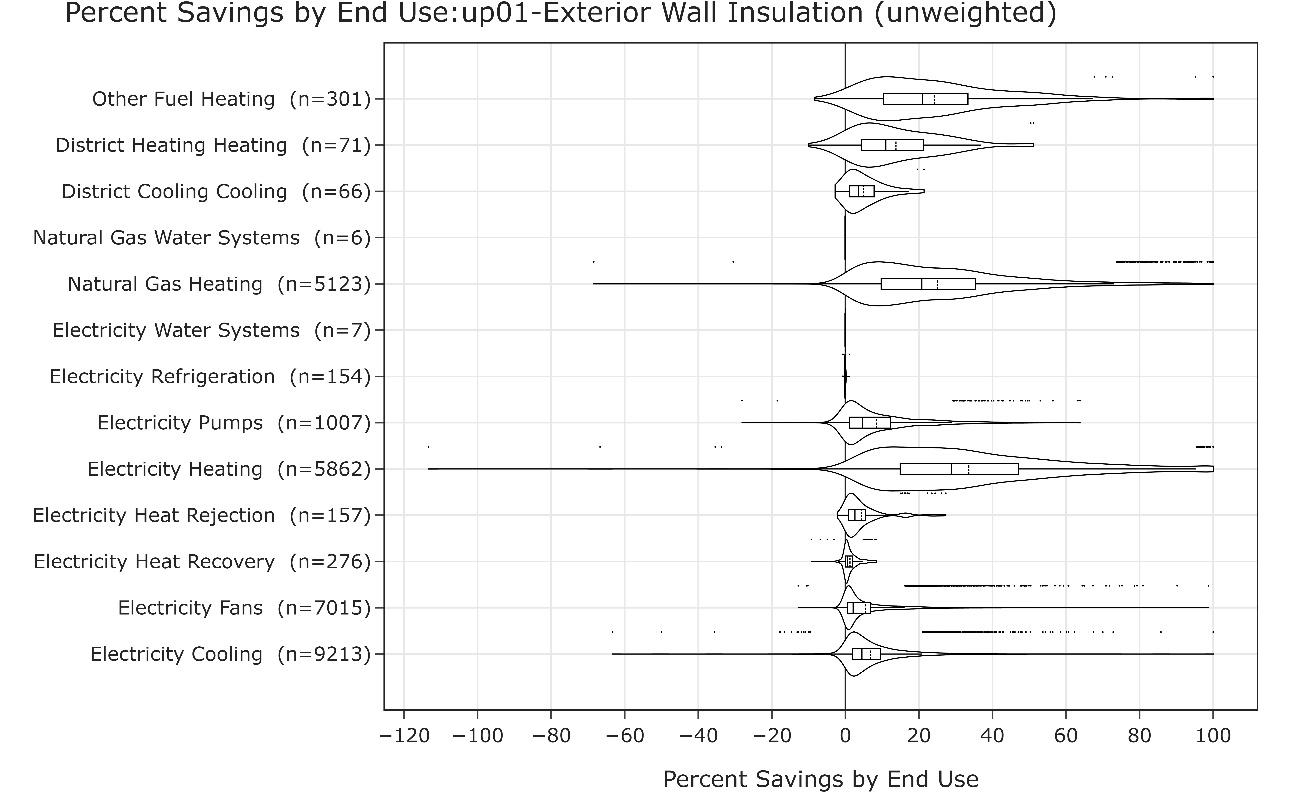 Percent Savings by End Use:up01-Exterior Wall Insulation (unweighted)
Other Fuel Heating (n=301)
District Heating Heating (n=71)
District Cooling Cooling (n=66)
Natural Gas Water Systems (n=6)
Natural Gas Heating (n=5123)
Electricity Water Systems (n=7)
Electricity Refrigeration (n=154)
Electricity Pumps (n=1007)
Electricity Heating (n=5862)
Electricity Heat Rejection (n=157)
Electricity Heat Recovery (n=276)
Electricity Fans (n=7015)
Electricity Cooling (n=9213)
−120 −100 −80 −60 −40 −20 0 20 40 60 80 100
Percent Savings by End Use